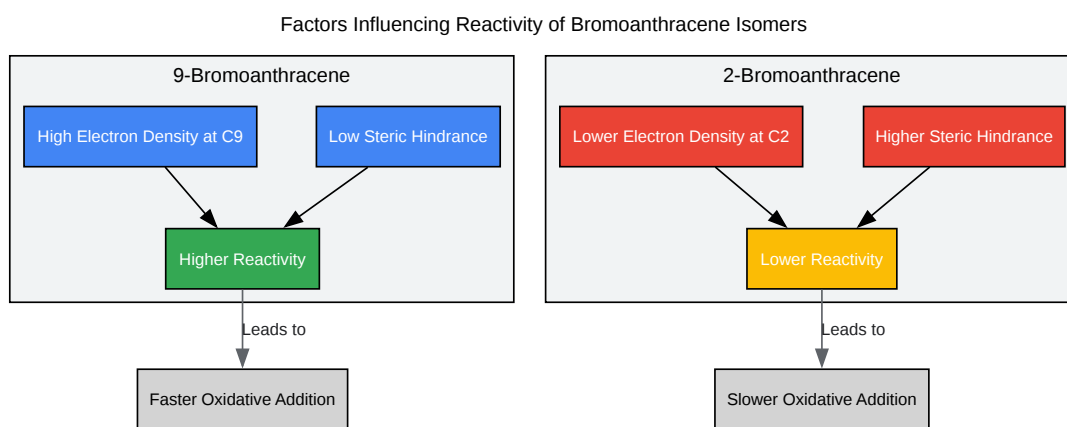 Factors Influencing Reactivity of Bromoanthracene Isomers
9-Bromoanthracene
High Electron Density at C9
Low Steric Hindrance
Higher Reactivity
Leads to
Faster Oxidative Addition
2-Bromoanthracene
Lower Electron Density at C2
Higher Steric Hindrance
Lower Reactivity
Leads to
Slower Oxidative Addition